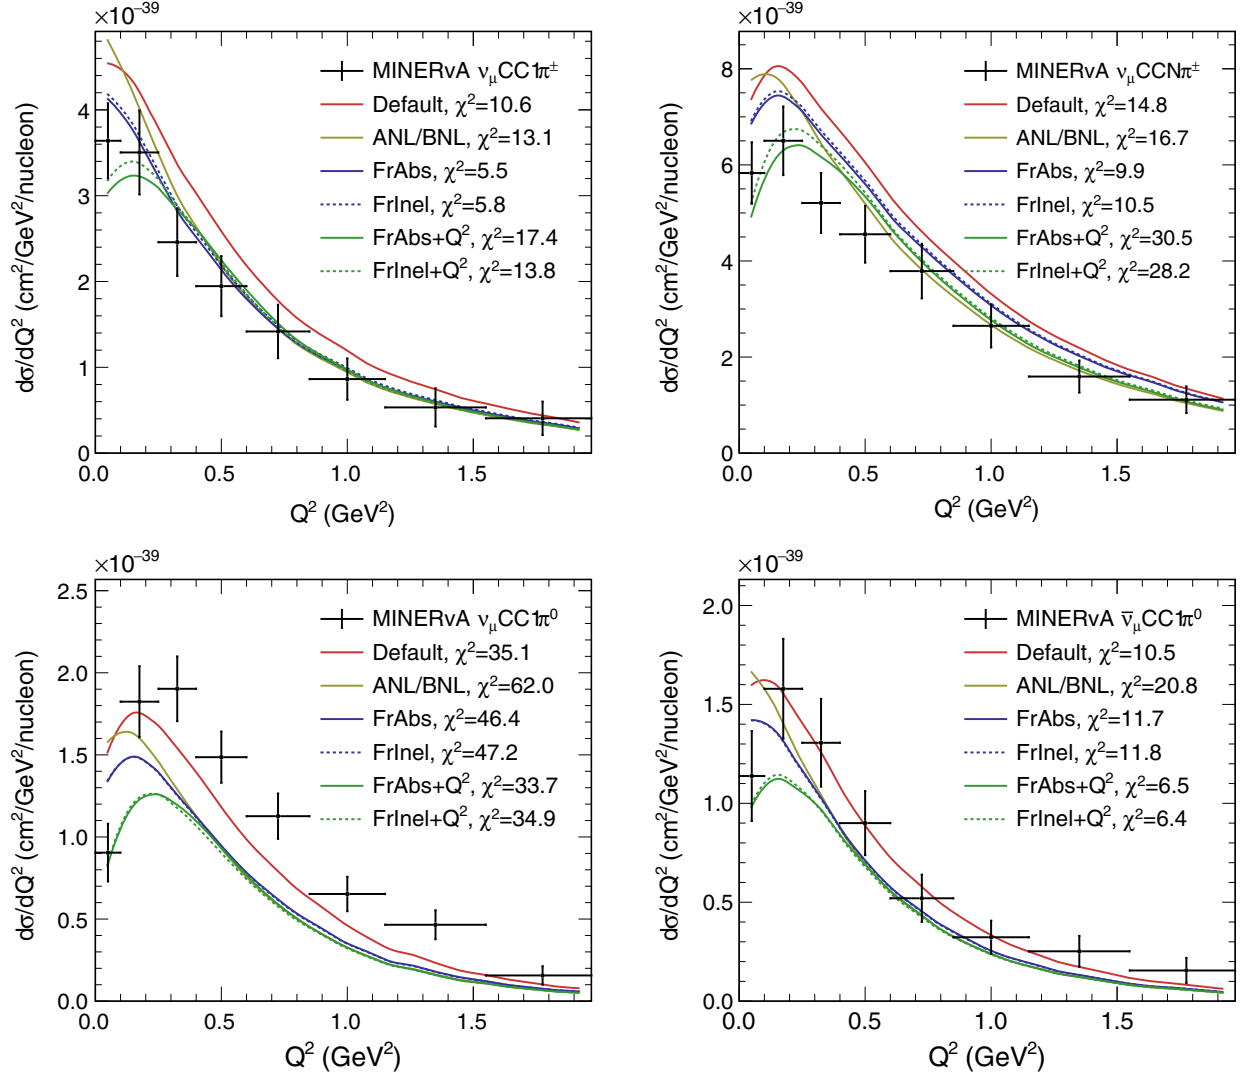 ×10⁻³⁹
dσ/dQ² (cm²/GeV²/nucleon)
MINERvA νμCC1π±
Default, χ²=10.6
ANL/BNL, χ²=13.1
FrAbs, χ²=5.5
FrInel, χ²=5.8
FrAbs+Q², χ²=17.4
FrInel+Q², χ²=13.8
4
3
2
1
0
0.0 0.5 1.0 1.5
Q² (GeV²)
×10⁻³⁹
dσ/dQ² (cm²/GeV²/nucleon)
MINERvA νμCCNπ±
Default, χ²=14.8
ANL/BNL, χ²=16.7
FrAbs, χ²=9.9
FrInel, χ²=10.5
FrAbs+Q², χ²=30.5
FrInel+Q², χ²=28.2
8
6
4
2
0
0.0 0.5 1.0 1.5
Q² (GeV²)
×10⁻³⁹
dσ/dQ² (cm²/GeV²/nucleon)
MINERvA νμCC1π⁰
Default, χ²=35.1
ANL/BNL, χ²=62.0
FrAbs, χ²=46.4
FrInel, χ²=47.2
FrAbs+Q², χ²=33.7
FrInel+Q², χ²=34.9
2.5
2.0
1.5
1.0
0.5
0.0
0.0 0.5 1.0 1.5
Q² (GeV²)
×10⁻³⁹
dσ/dQ² (cm²/GeV²/nucleon)
MINERvA ν̄μCC1π⁰
Default, χ²=10.5
ANL/BNL, χ²=20.8
FrAbs, χ²=11.7
FrInel, χ²=11.8
FrAbs+Q², χ²=6.5
FrInel+Q², χ²=6.4
2.0
1.5
1.0
0.5
0.0
0.0 0.5 1.0 1.5
Q² (GeV²)